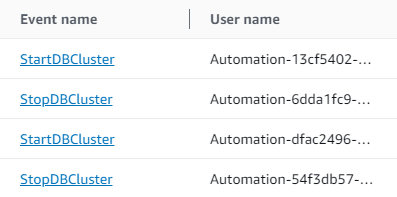 Event name User name
StartDBCluster Automation-13cf5402-...
StopDBCluster Automation-6dda1fc9-...
StartDBCluster Automation-dfac2496-...
StopDBCluster Automation-54f3db57-...